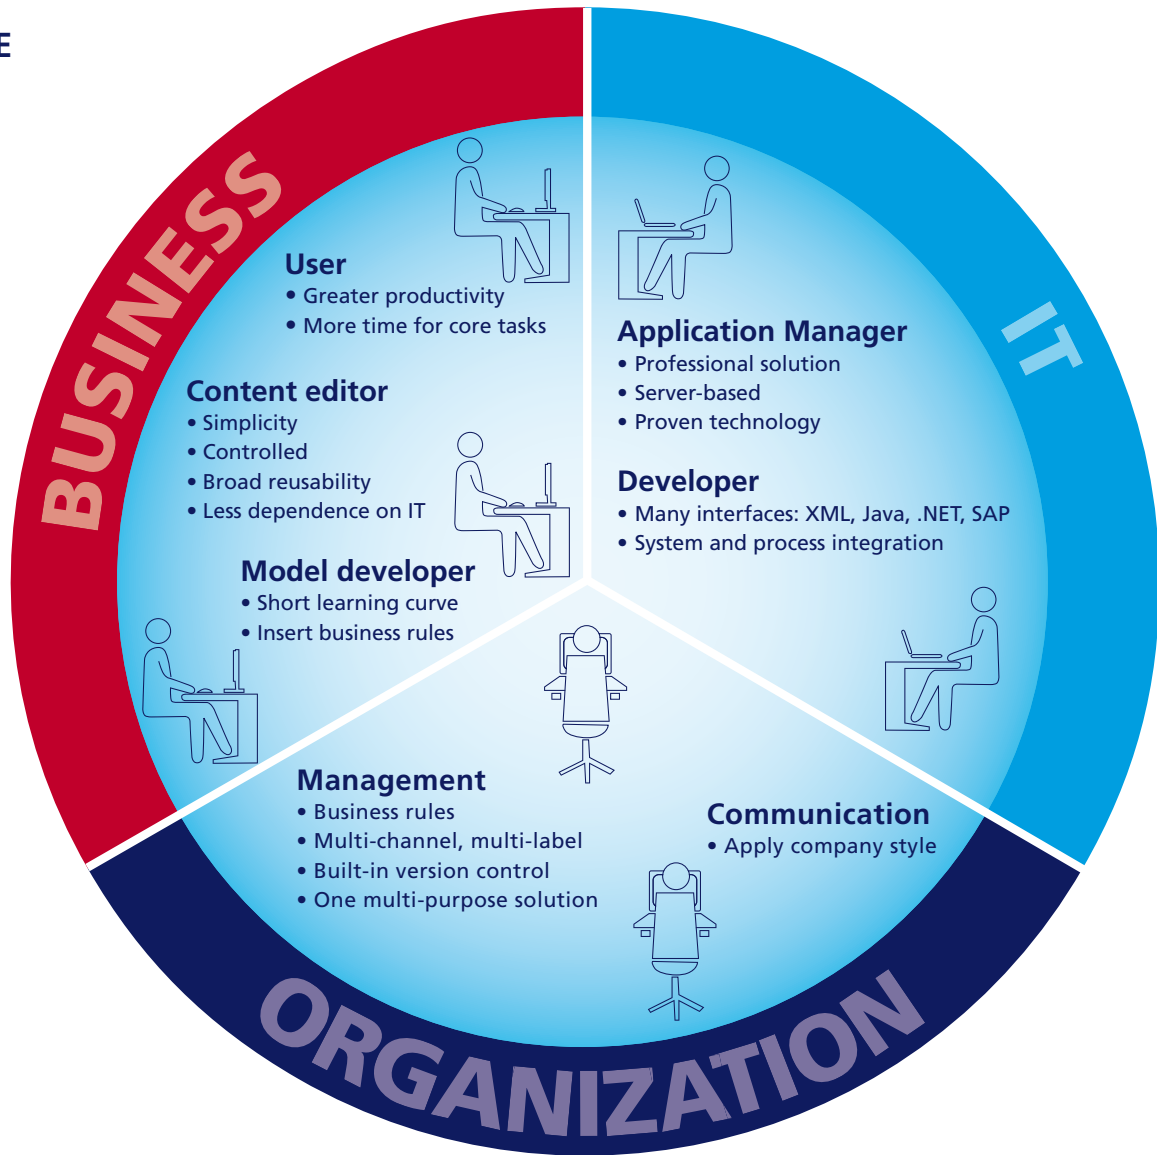 E
BUSINESS
User
• Greater productivity
• More time for core tasks
Content editor
• Simplicity
• Controlled
• Broad reusability
• Less dependence on IT
Model developer
• Short learning curve
• Insert business rules
IT
Application Manager
• Professional solution
• Server-based
• Proven technology
Developer
• Many interfaces: XML, Java, .NET, SAP
• System and process integration
Management
• Business rules
• Multi-channel, multi-label
• Built-in version control
• One multi-purpose solution
Communication
• Apply company style
ORGANIZATION